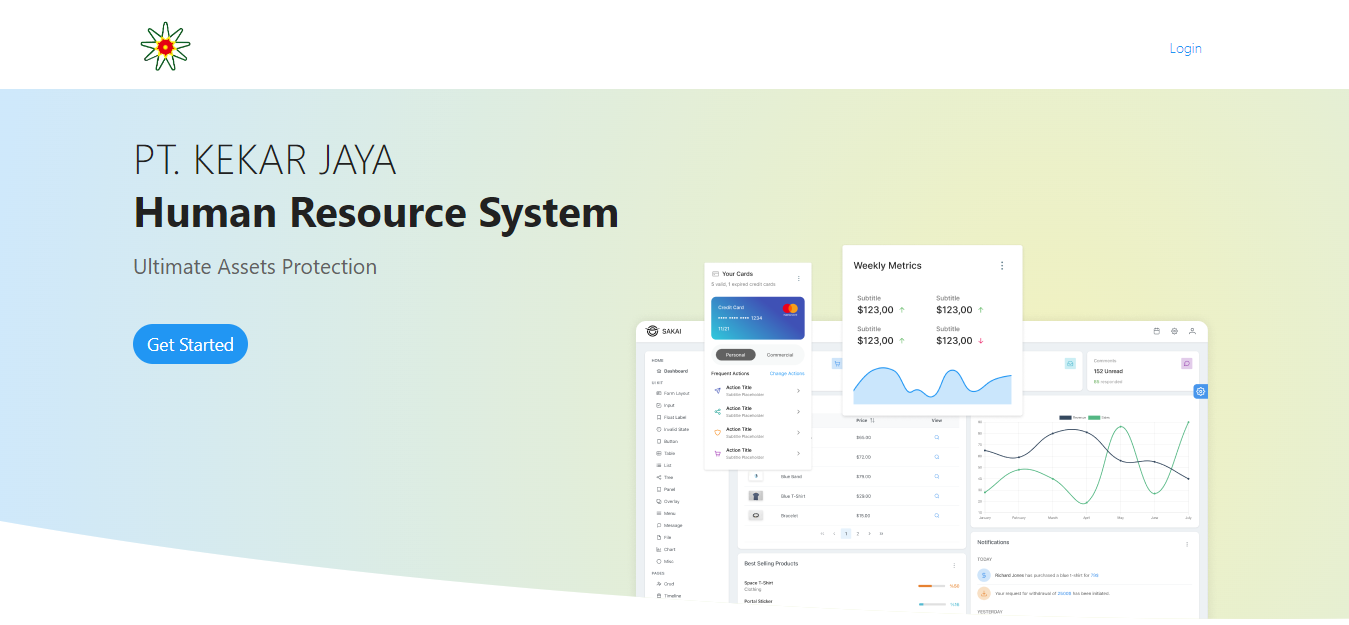 Login
PT. KEKAR JAYA
Human Resource System
Ultimate Assets Protection
Get Started
Your Cards
5 valid, 1 expired credit cards
Credit Card
•••• •••• •••• 1234
11/21
Personal Commercial
Frequent Actions Change Actions
Action Title
Subtitle Placeholder
Action Title
Subtitle Placeholder
Action Title
Subtitle Placeholder
Action Title
Subtitle Placeholder
Weekly Metrics
Subtitle Subtitle
$123,00 $123,00
Subtitle Subtitle
$123,00 $123,00
SAKAI
HOME
Dashboard
UI KIT
Form Layout
Input
Float Label
Invalid State
Button
Table
List
Tree
Panel
Overlay
Menu
Message
File
Chart
Misc
PAGES
Crud
Timeline
Comments
152 Unread
85 responded
Price View
$65.00
$72.00
Blue Band $79.00
Blue T-Shirt $29.00
Bracelet $15.00
1 2 3
Best Selling Products
Space T-Shirt
Clothing
%50
Portal Sticker
%16
Revenue Sales
January February March April May June July
Notifications
TODAY
Richard Jones has purchased a blue t-shirt for 79$
Your request for withdrawal of 2500$ has been initiated.
YESTERDAY